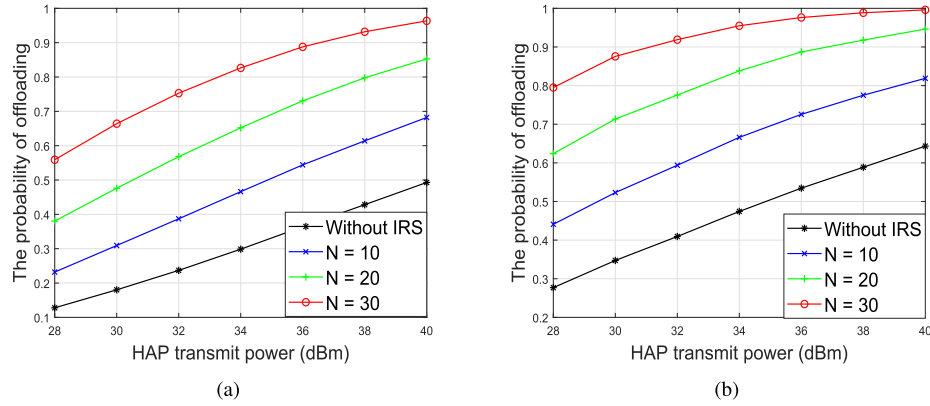 1
0.9
0.8
0.7
0.6
0.5
0.4
0.3
0.2
0.1
The probability of offloading
28 30 32 34 36 38 40
HAP transmit power (dBm)
Without IRS
N = 10
N = 20
N = 30
(a)
1
0.9
0.8
0.7
0.6
0.5
0.4
0.3
0.2
The probability of offloading
28 30 32 34 36 38 40
HAP transmit power (dBm)
Without IRS
N = 10
N = 20
N = 30
(b)